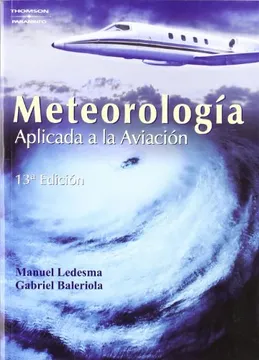 THOMSON
PARANINFO
Meteorología
Aplicada a la Aviación
13ª Edición
Manuel Ledesma
Gabriel Baleriola